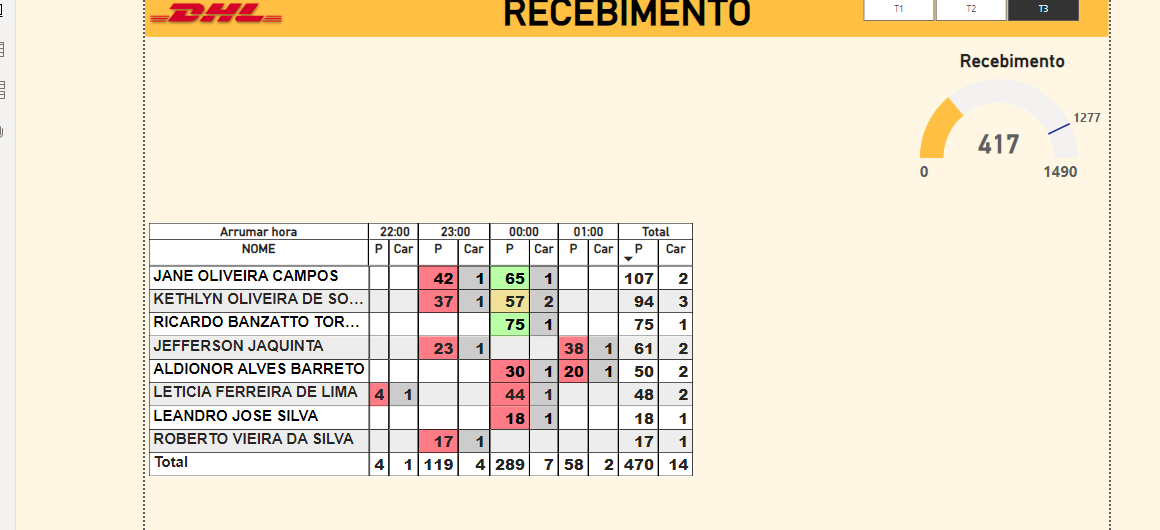 DHL
RECEBIMENTO
T1 T2 T3
Recebimento
1277
417
0 1490
Arrumar hora 22:00 23:00 00:00 01:00 Total
NOME P Car P Car P Car P Car P Car
JANE OLIVEIRA CAMPOS 42 1 65 1 107 2
KETHLYN OLIVEIRA DE SO... 37 1 57 2 94 3
RICARDO BANZATTO TOR... 75 1 75 1
JEFFERSON JAQUINTA 23 1 38 1 61 2
ALDIONOR ALVES BARRETO 30 1 20 1 50 2
LETICIA FERREIRA DE LIMA 4 1 44 1 48 2
LEANDRO JOSE SILVA 18 1 18 1
ROBERTO VIEIRA DA SILVA 17 1 17 1
Total 4 1 119 4 289 7 58 2 470 14